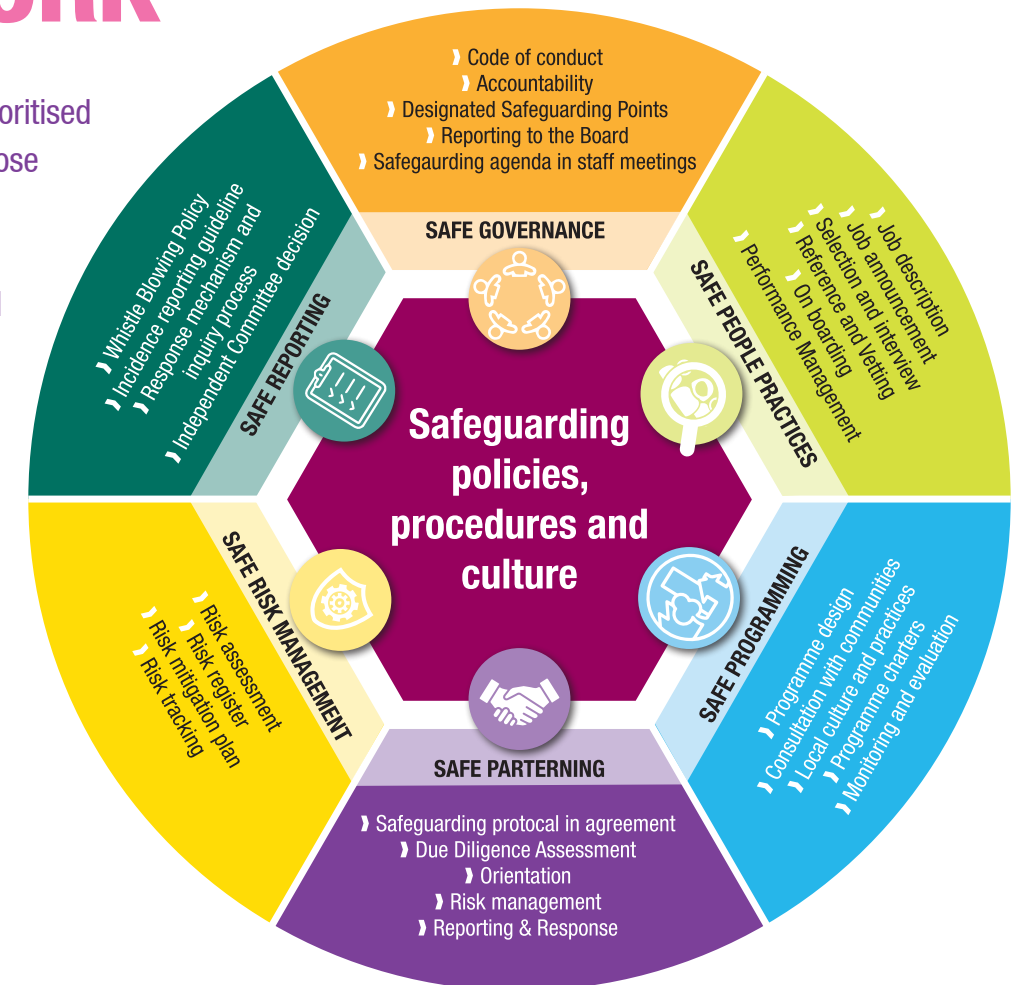 Code of conduct
Accountability
Designated Safeguarding Points
Reporting to the Board
Safegaurding agenda in staff meetings
SAFE GOVERNANCE
Job description
Job announcement
Selection and interview
Reference and Vetting
On boarding
Performance Management
SAFE PEOPLE PRACTICES
Programme design
Consultation with communities
Local culture and practices
Programme charters
Monitoring and evaluation
SAFE PROGRAMMING
SAFE PARTERNING
Safeguarding protocal in agreement
Due Diligence Assessment
Orientation
Risk management
Reporting & Response
SAFE RISK MANAGEMENT
Risk assessment
Risk register
Risk mitigation plan
Risk tracking
Whistle Blowing Policy
Incidence reporting guideline
Response mechanism and
inquiry process
Independent Committee decision
SAFE REPORTING
Safeguarding
policies,
procedures and
culture